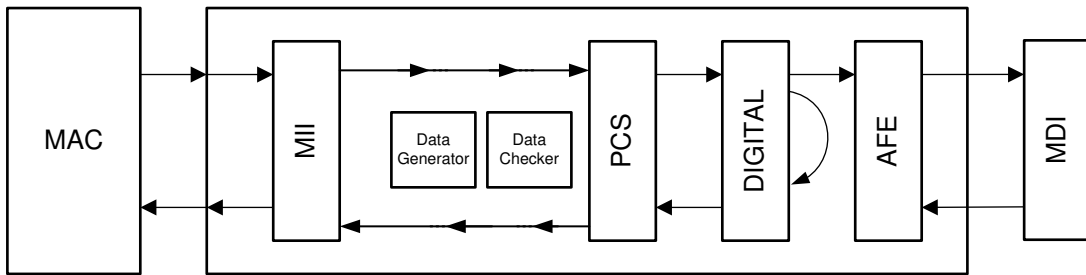 MAC
MII
Data
Generator
Data
Checker
PCS
DIGITAL
AFE
MDI